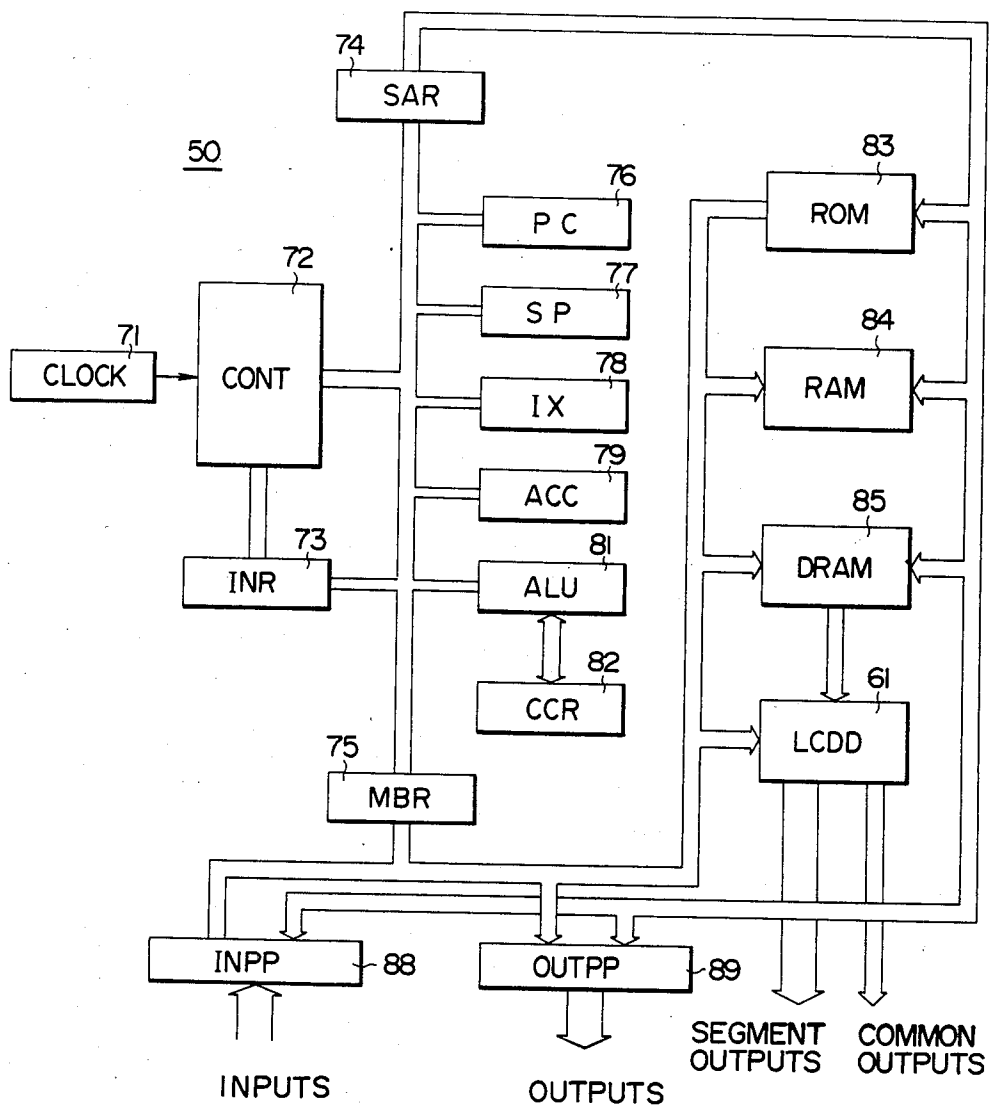 74
SAR
50
83
ROM
76
PC
72
CONT
77
SP
71
CLOCK
84
RAM
78
IX
79
ACC
85
DRAM
73
INR
81
ALU
82
CCR
61
LCDD
75
MBR
INPP
88
OUTPP
89
SEGMENT
OUTPUTS
COMMON
OUTPUTS
INPUTS
OUTPUTS